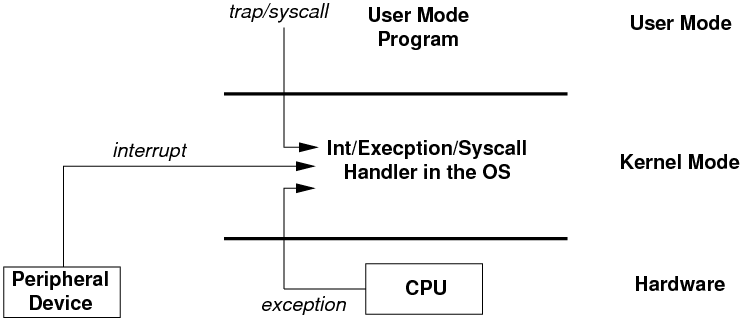 trap/syscall
User Mode
Program
User Mode
interrupt
Int/Execption/Syscall
Handler in the OS
Kernel Mode
Peripheral
Device
exception
CPU
Hardware